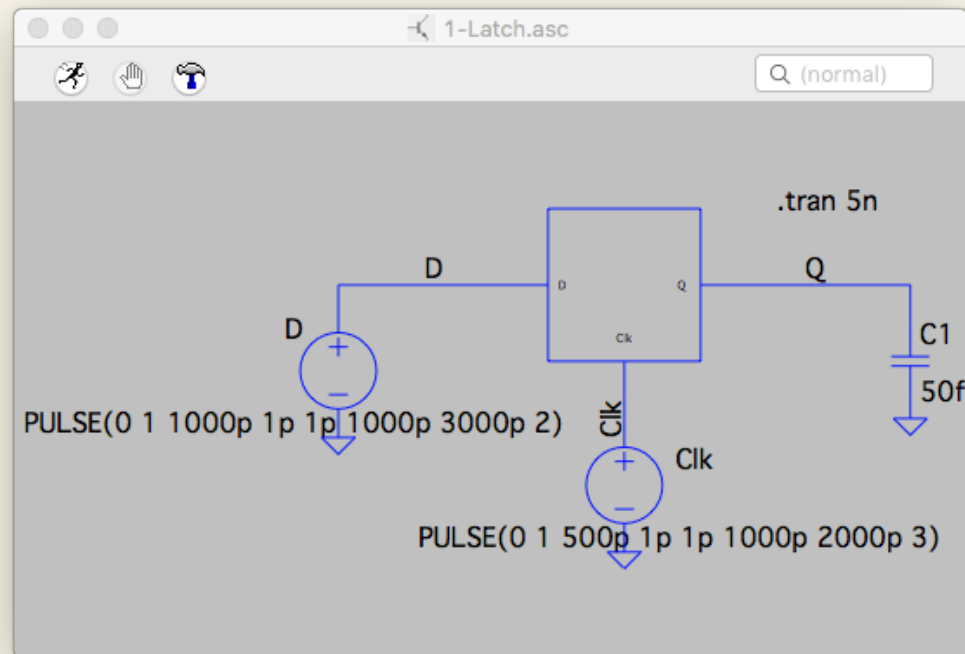 1-Latch.asc
(normal)
.tran 5n
D
Q
D
D
Q
Clk
C1
50f
PULSE(0 1 1000p 1p 1p 1000p 3000p 2)
Clk
Clk
PULSE(0 1 500p 1p 1p 1000p 2000p 3)